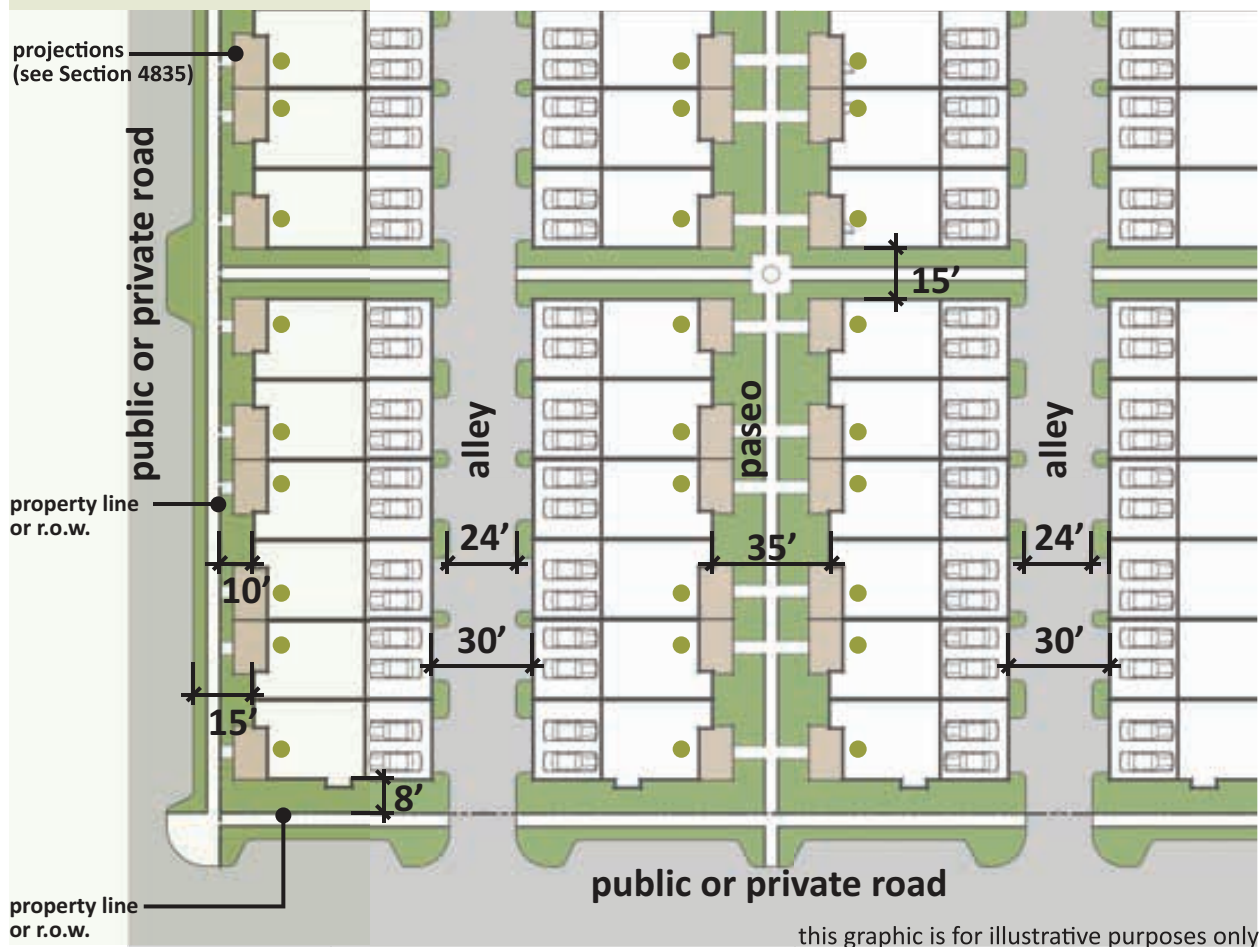 projections
(see Section 4835)
public or private road
15’
alley
paseo
alley
property line
or r.o.w.
24’
35’
24’
10’
30’
30’
15’
8’
public or private road
property line
or r.o.w.
this graphic is for illustrative purposes only